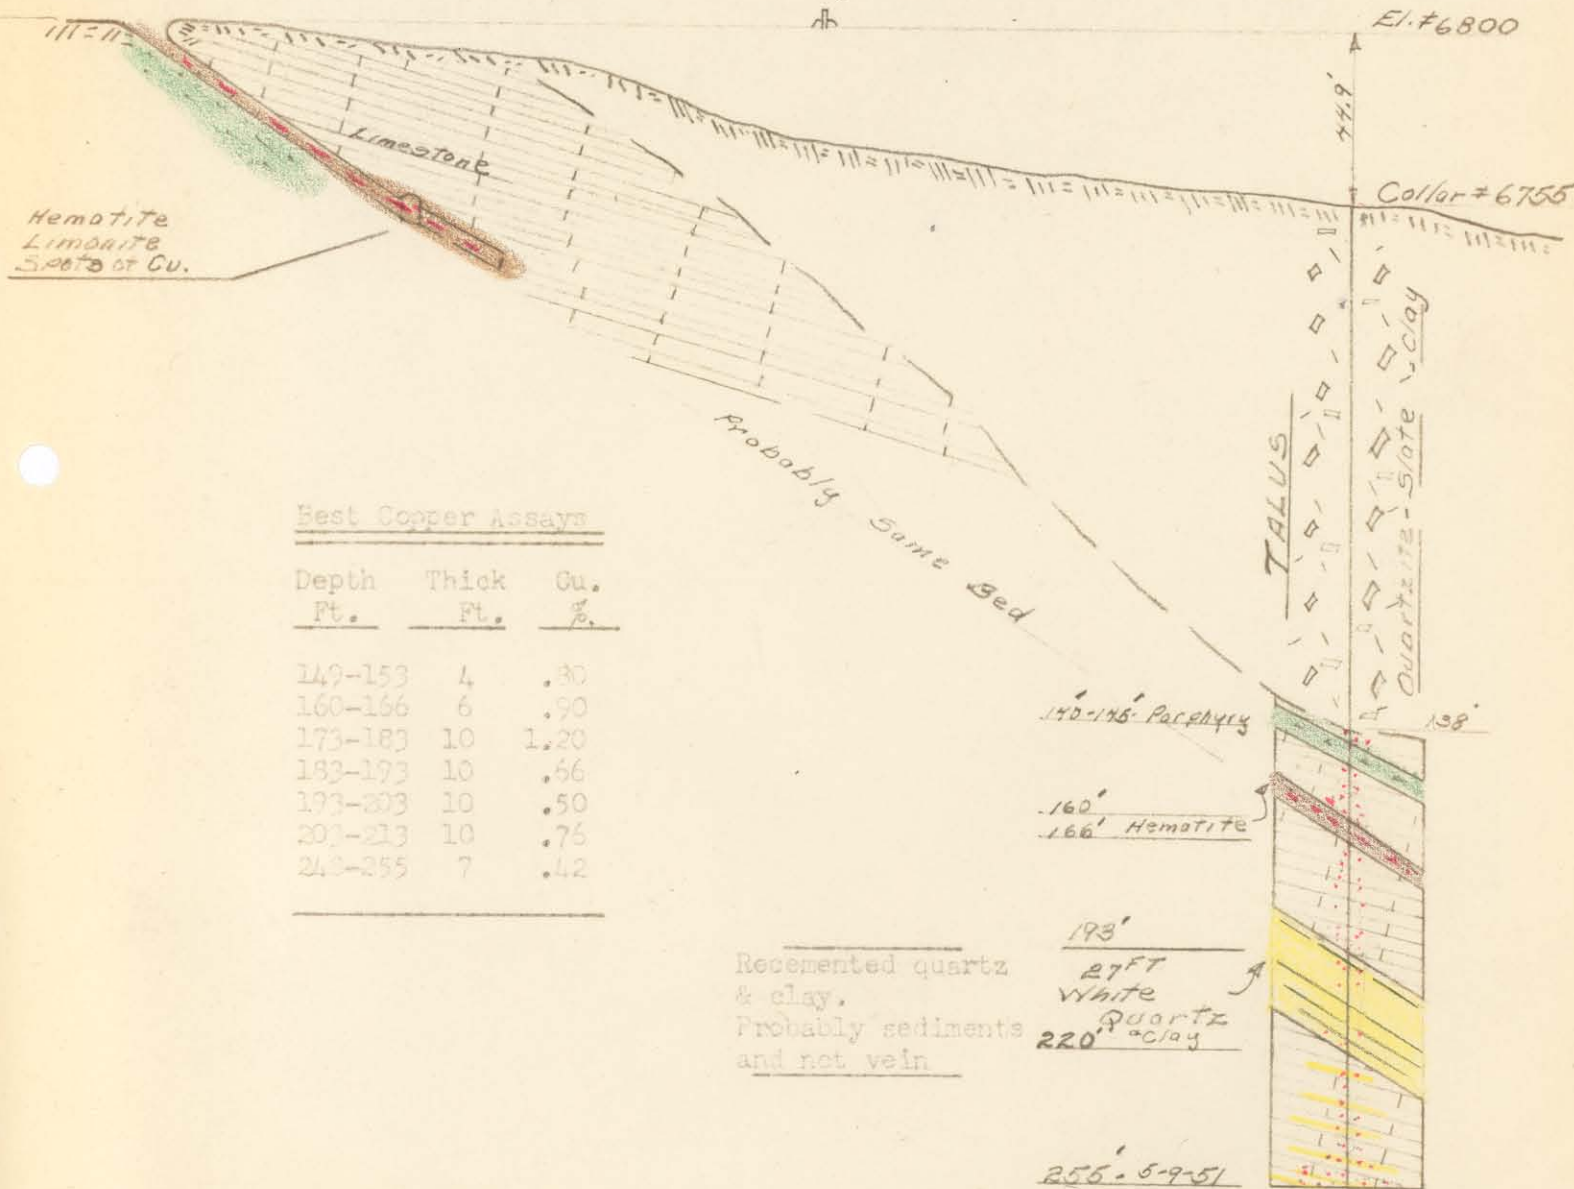 El. #6800
44.9'
Collar #6755
Limestone
Hematite
Limonite
Spots of Cu.
Probably Same Bed
TALUS
Quartzite - Slate - Clay
Best Copper Assays
Depth Thick Cu.
Ft. Ft. %.
149-153 4
160-166 6 .90
173-183 10 1.20
183-193 10 .66
193-203 10 .50
203-213 10 .76
248-255 7 .42
140'-145' Porphyry
138'
160'
166' Hematite
193'
27 FT
White
Quartz
220' & Clay
Recemented quartz
& clay.
Probably sediments
and not vein
255' - 5-9-51